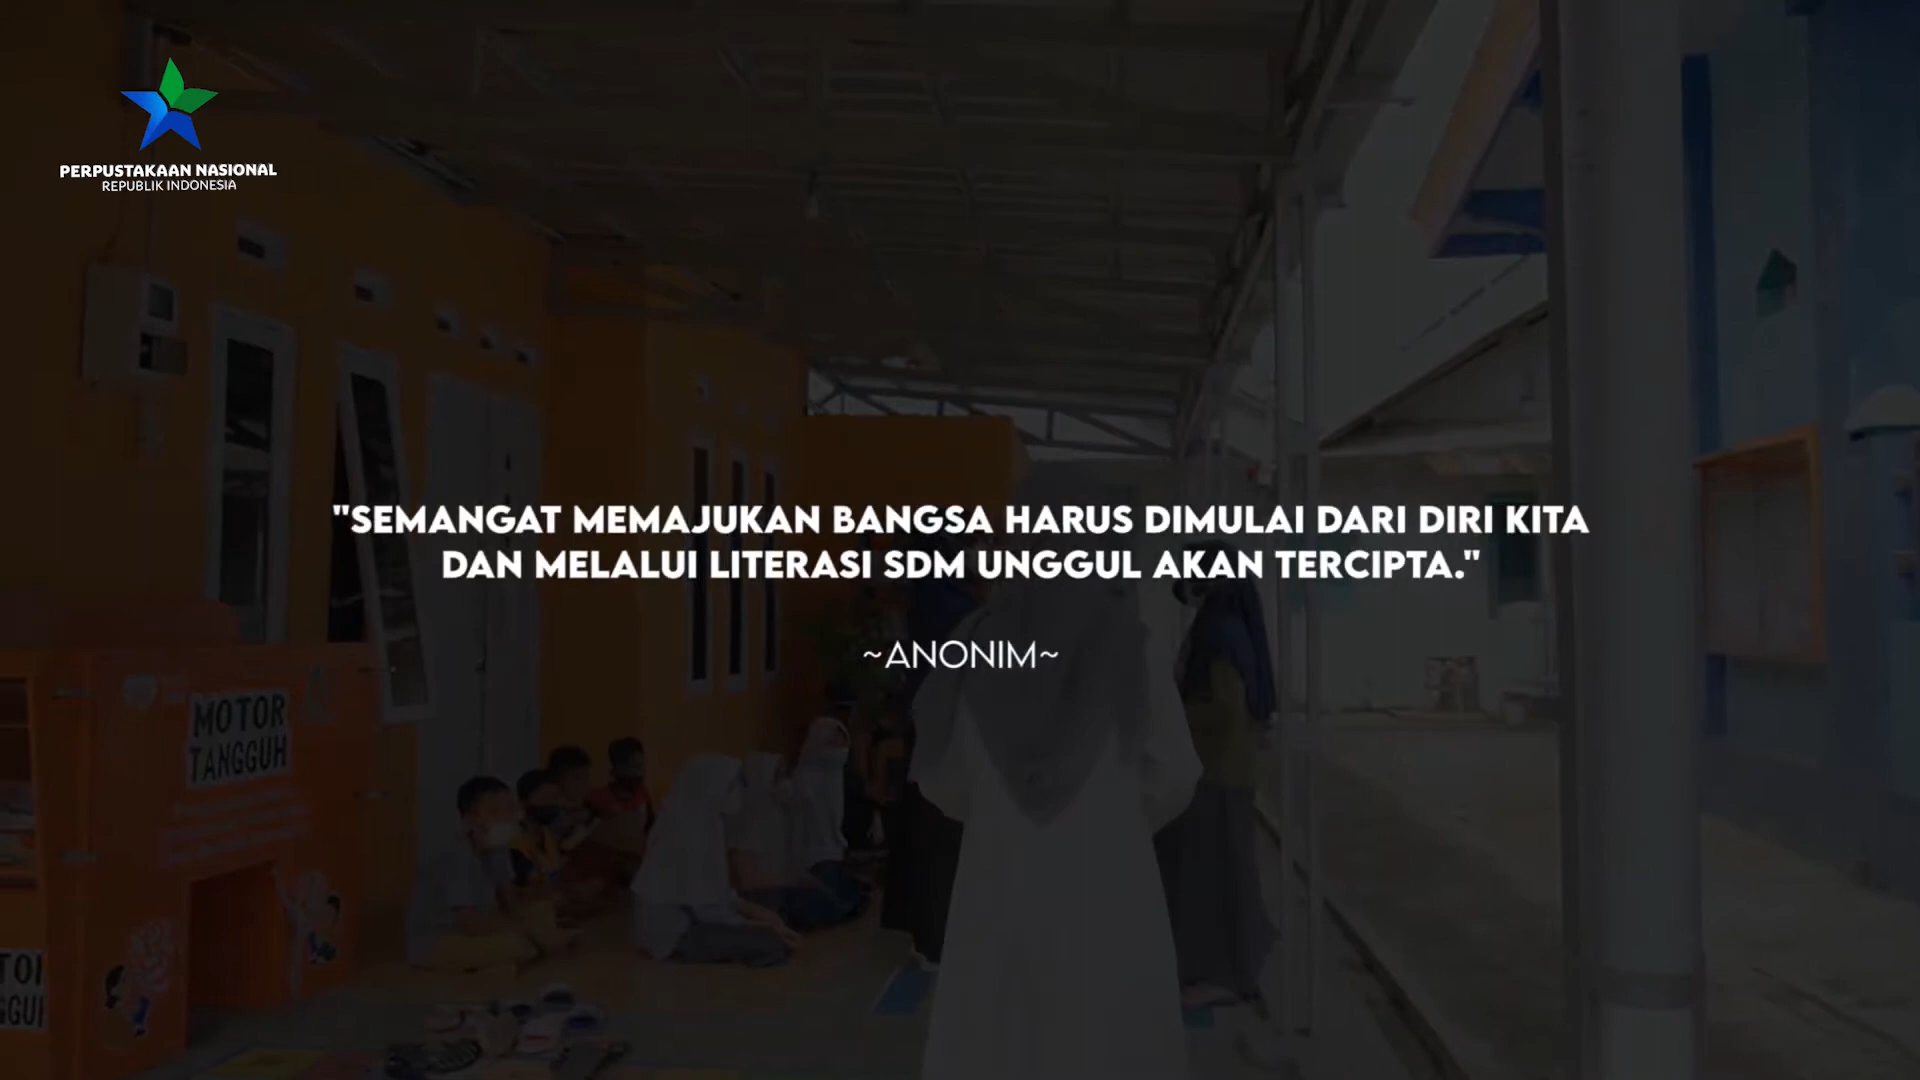 PERPUSTAKAAN NASIONAL
REPUBLIK INDONESIA
"SEMANGAT MEMAJUKAN BANGSA HARUS DIMULAI DARI DIRI KITA
DAN MELALUI LITERASI SDM UNGGUL AKAN TERCIPTA."
~ANONIM~
MOTOR
TANGGUH